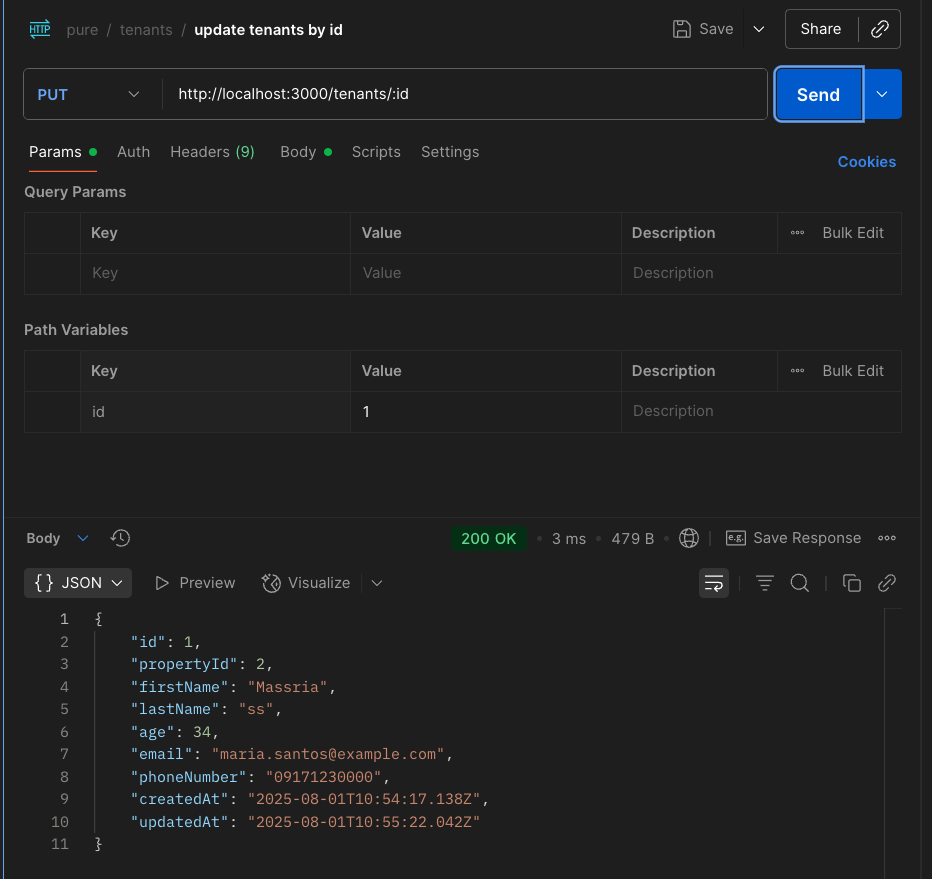 HTTP pure / tenants / update tenants by id Save Share
PUT http://localhost:3000/tenants/:id Send
Params Auth Headers (9) Body Scripts Settings
Cookies
Query Params
Key Value Description ••• Bulk Edit
Key Value Description
Path Variables
Key Value Description ••• Bulk Edit
id 1 Description
Body 200 OK • 3 ms • 479 B • | e.g. Save Response •••
{} JSON Preview Visualize
1 {
2 "id": 1,
3 "propertyId": 2,
4 "firstName": "Massria",
5 "lastName": "ss",
6 "age": 34,
7 "email": "maria.santos@example.com",
8 "phoneNumber": "09171230000",
9 "createdAt": "2025-08-01T10:54:17.138Z",
10 "updatedAt": "2025-08-01T10:55:22.042Z"
11 }